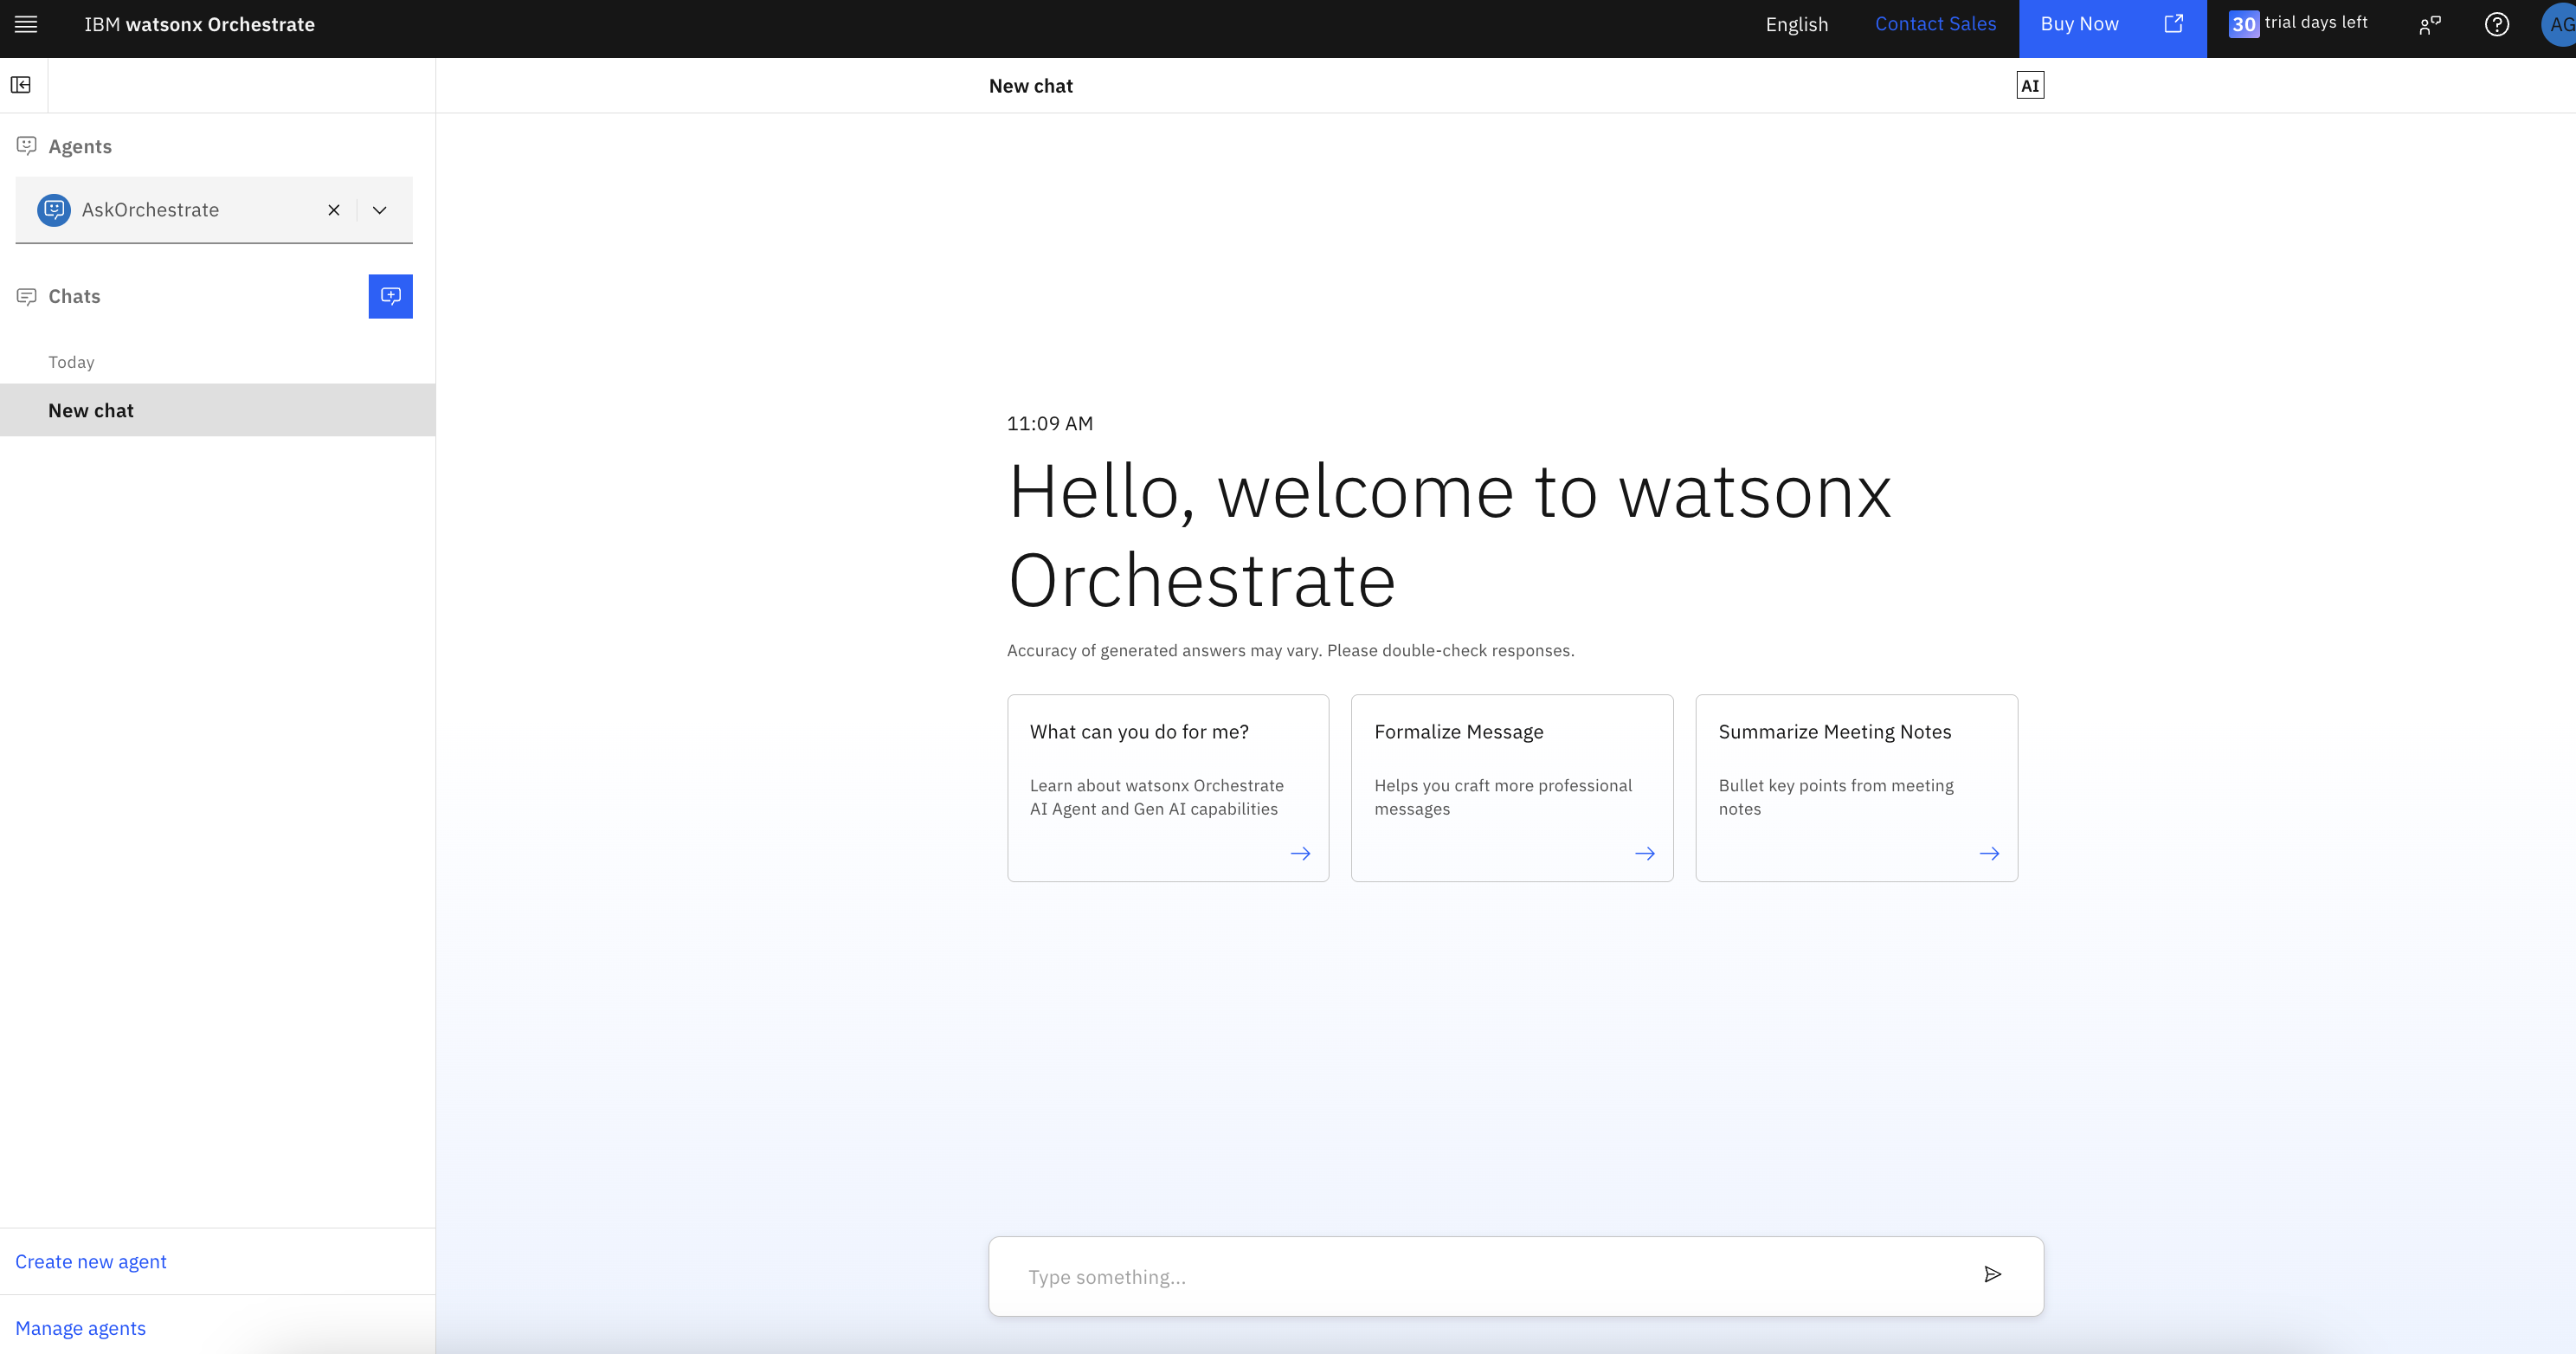 IBM watsonx Orchestrate
English
Contact Sales
Buy Now
30 trial days left
AG
New chat
AI
Agents
AskOrchestrate
Chats
Today
New chat
11:09 AM
Hello, welcome to watsonx
Orchestrate
Accuracy of generated answers may vary. Please double-check responses.
What can you do for me?
Learn about watsonx Orchestrate
AI Agent and Gen AI capabilities
Formalize Message
Helps you craft more professional
messages
Summarize Meeting Notes
Bullet key points from meeting
notes
Type something...
Create new agent
Manage agents